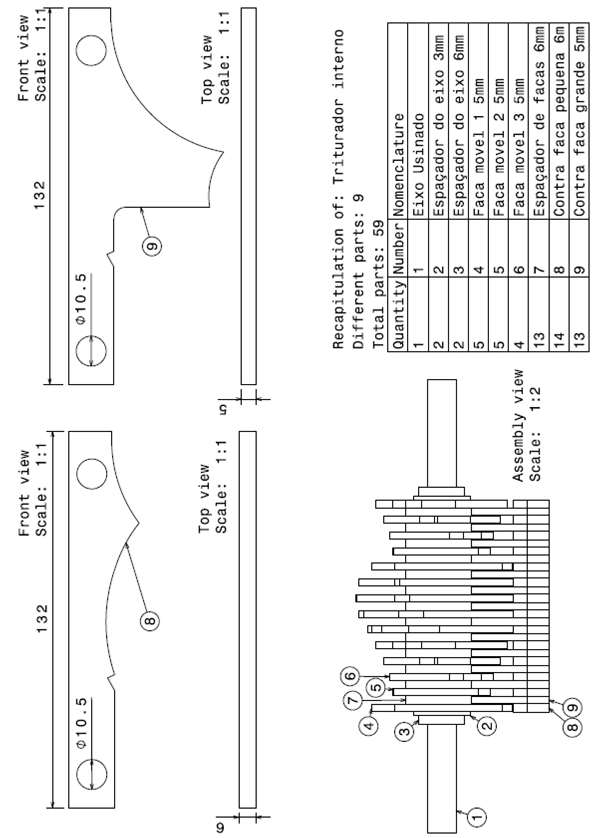 Front view
Scale: 1:1
132
Φ10.5
8
Top view
Scale: 1:1
6
Front view
Scale: 1:1
132
Φ10.5
9
Top view
Scale: 1:1
5
1
2
3
4
5
6
7
8
9
Assembly view
Scale: 1:2
Recapitulation of: Triturador interno
Different parts: 9
Total parts: 59
Quantity Number Nomenclature
1 1 Eixo Usinado
2 2 Espaçador do eixo 3mm
2 3 Espaçador do eixo 6mm
5 4 Faca movel 1 5mm
5 5 Faca movel 2 5mm
4 6 Faca movel 3 5mm
13 7 Espaçador de facas 6mm
14 8 Contra faca pequena 6m
13 9 Contra faca grande 5mm